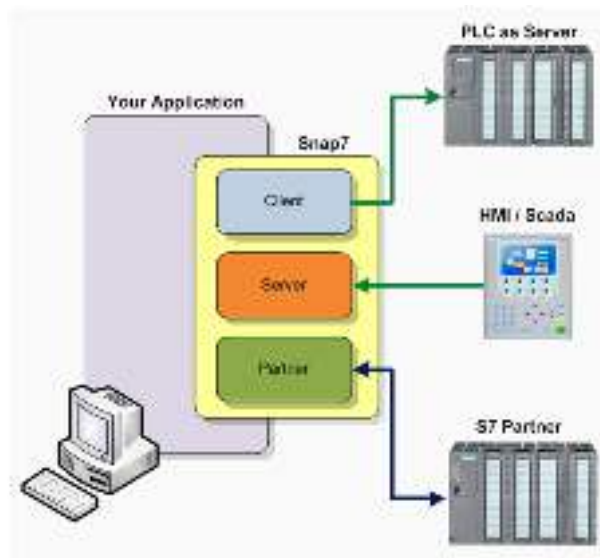 PLC as Server
Your Application
Snap7
Client
HMI / Scada
Server
Partner
S7 Partner